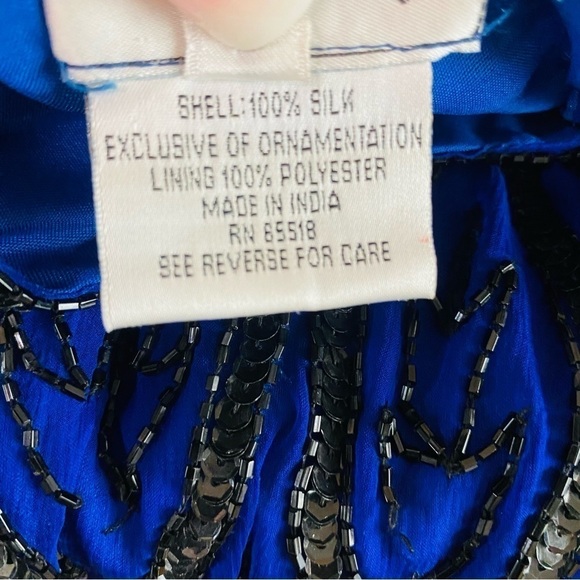 SHELL: 100% SILK
EXCLUSIVE OF ORNAMENTATION
LINING 100% POLYESTER
MADE IN INDIA
RN 85518
SEE REVERSE FOR CARE